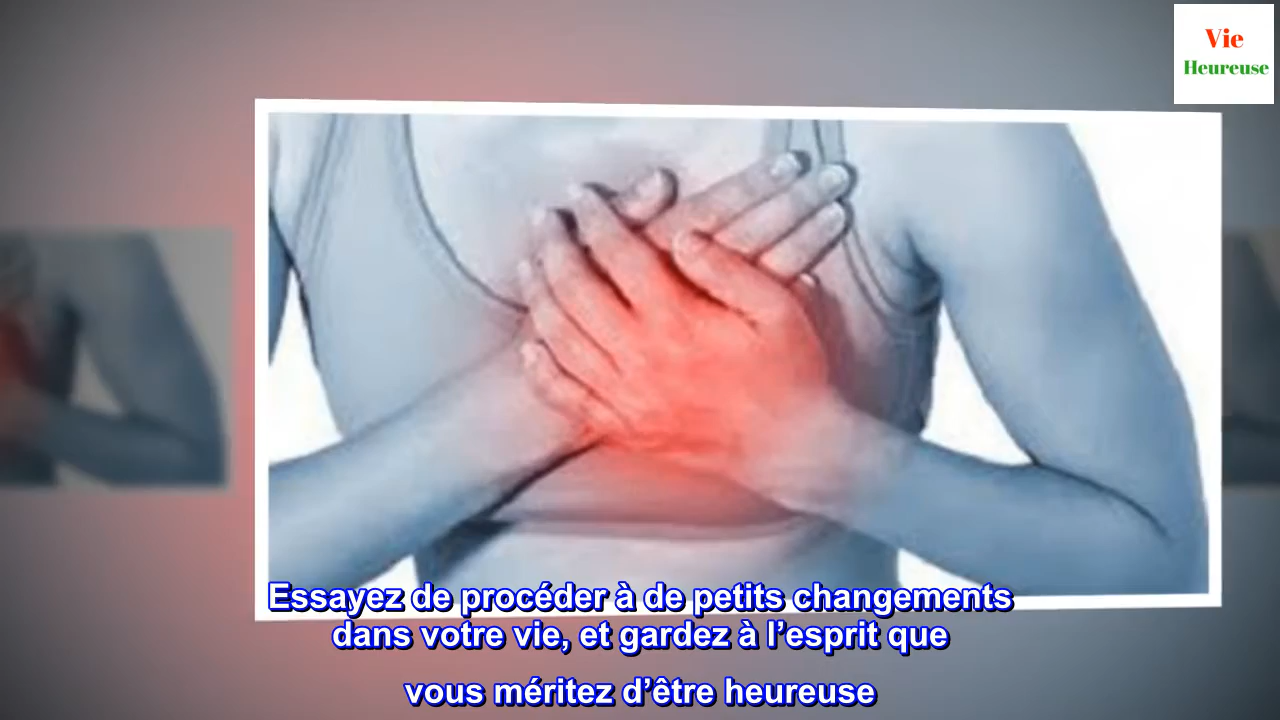 Vie
Heureuse
Essayez de procéder à de petits changements
dans votre vie, et gardez à l’esprit que
vous méritez d’être heureuse